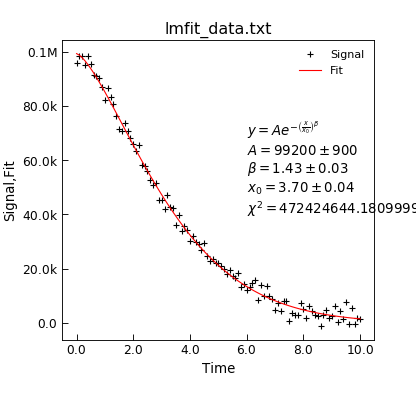 lmfit_data.txt
Signal
Fit
y = Ae^{-(x/x_0)^β}
A = 99200 ± 900
β = 1.43 ± 0.03
x_0 = 3.70 ± 0.04
χ^2 = 472424644.1809999
0.1M
80.0k
60.0k
40.0k
20.0k
0.0
Signal,Fit
0.0 2.0 4.0 6.0 8.0 10.0
Time